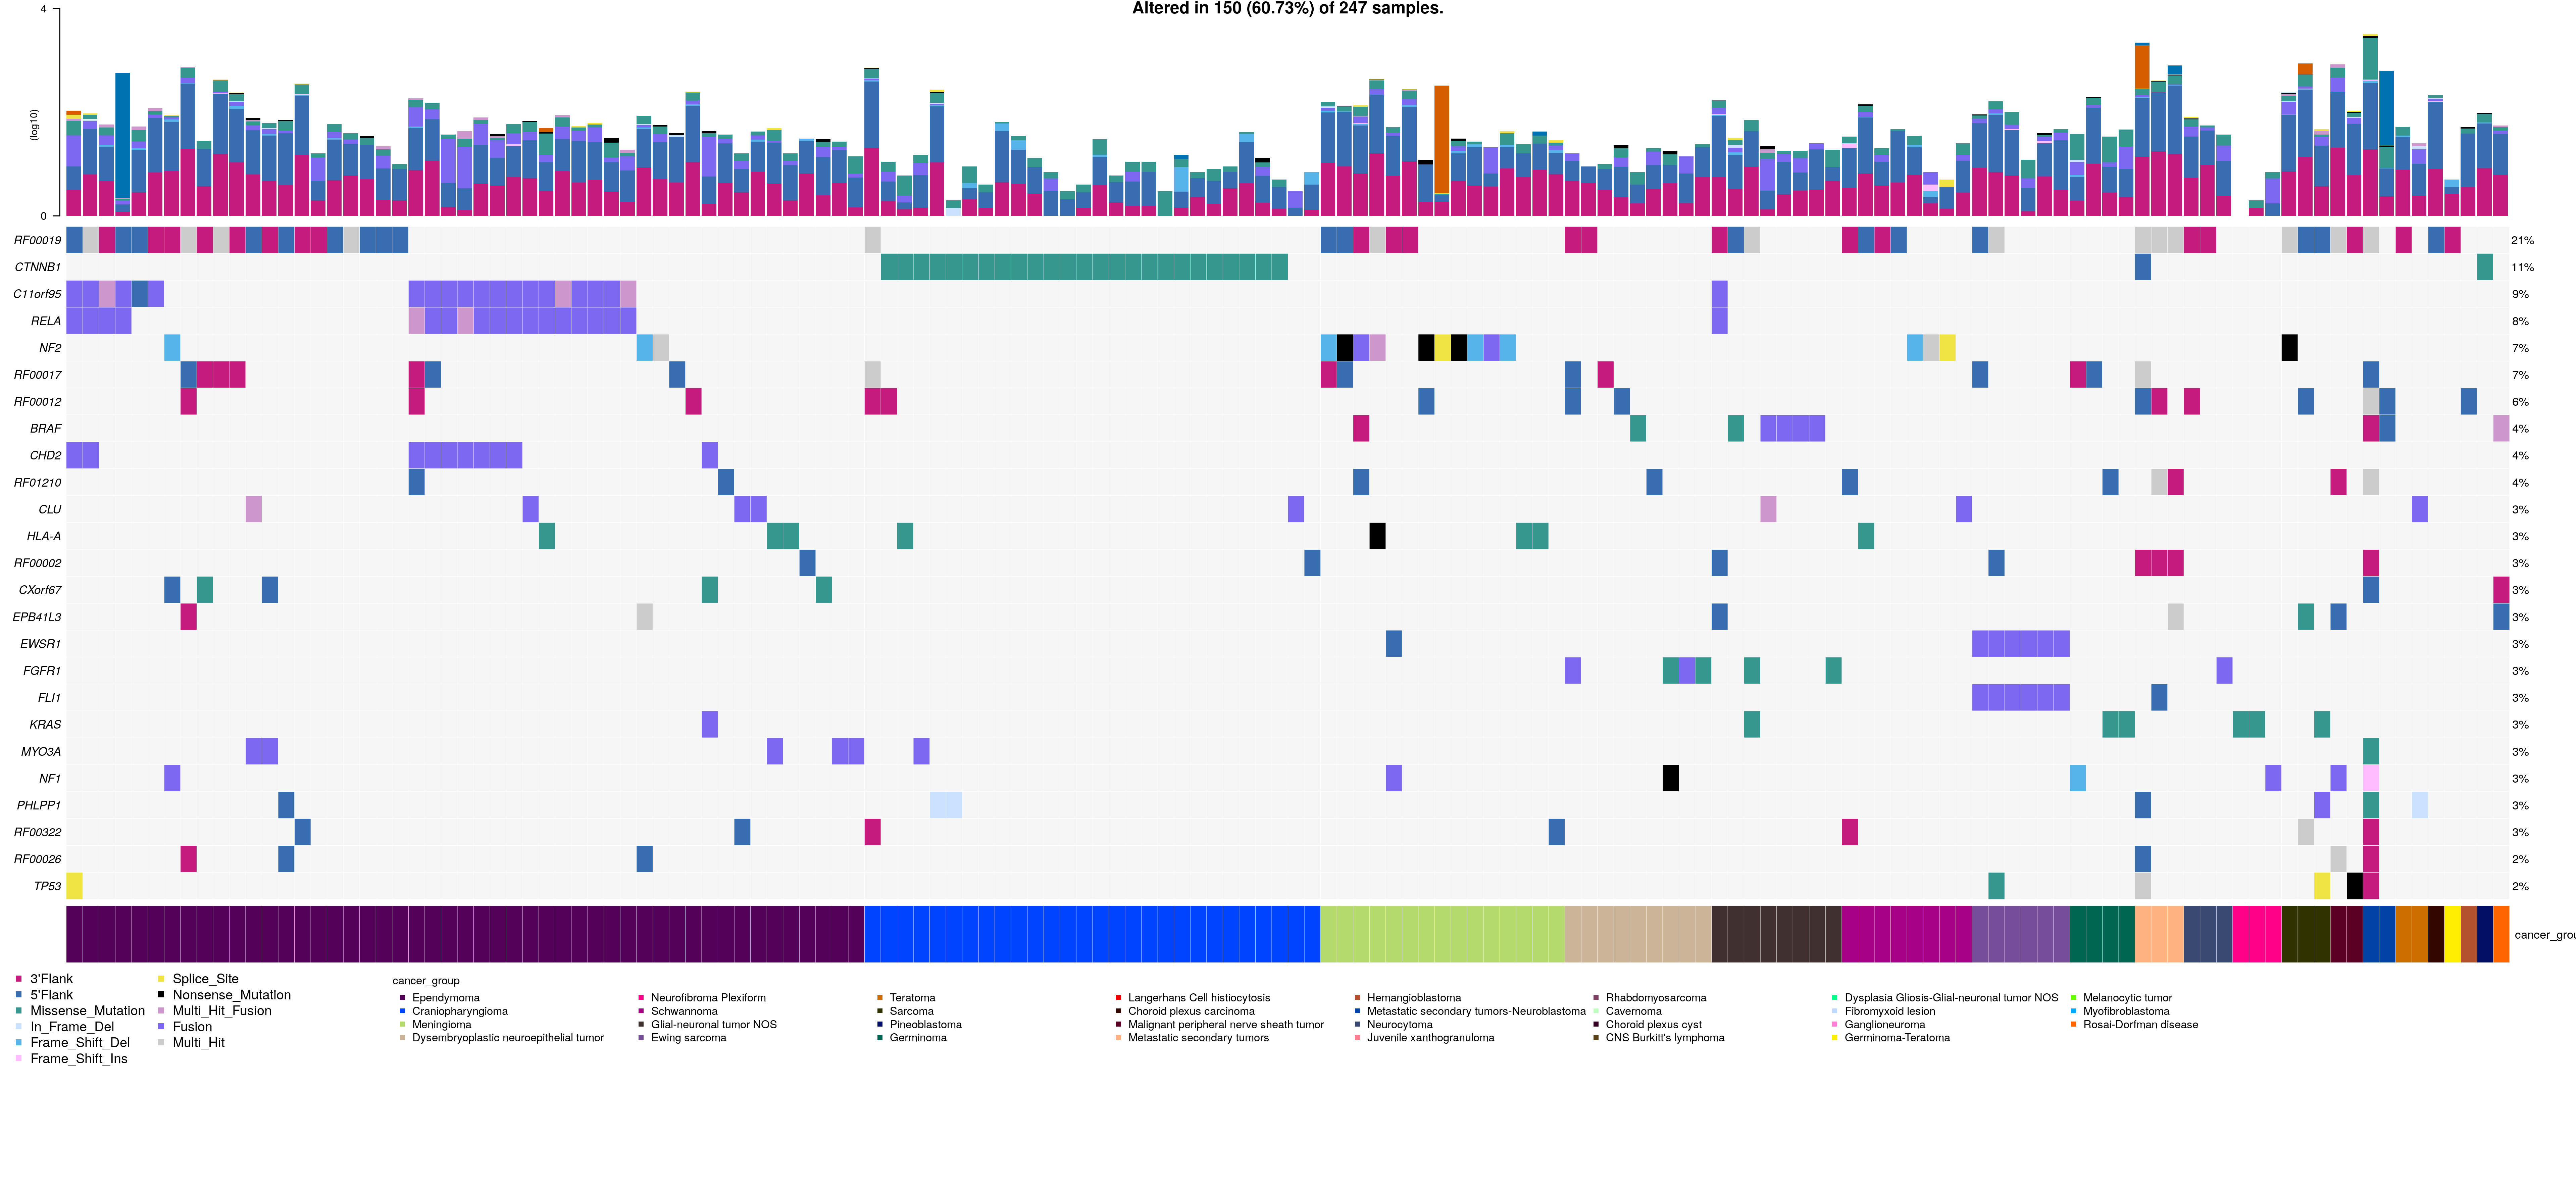 Altered in 150 (60.73%) of 247 samples.
4
(log10)
0
RF00019 21%
CTNNB1 11%
C11orf95 9%
RELA 8%
NF2 7%
RF00017 7%
RF00012 6%
BRAF 4%
CHD2 4%
RF01210 4%
CLU 3%
HLA-A 3%
RF00002 3%
CXorf67 3%
EPB41L3 3%
EWSR1 3%
FGFR1 3%
FLI1 3%
KRAS 3%
MYO3A 3%
NF1 3%
PHLPP1 3%
RF00322 3%
RF00026 2%
TP53 2%
cancer_grou
3'Flank
5'Flank
Missense_Mutation
In_Frame_Del
Frame_Shift_Del
Frame_Shift_Ins
Splice_Site
Nonsense_Mutation
Multi_Hit_Fusion
Fusion
Multi_Hit
cancer_group
Ependymoma
Craniopharyngioma
Meningioma
Dysembryoplastic neuroepithelial tumor
Neurofibroma Plexiform
Schwannoma
Glial-neuronal tumor NOS
Ewing sarcoma
Teratoma
Sarcoma
Pineoblastoma
Germinoma
Langerhans Cell histiocytosis
Choroid plexus carcinoma
Malignant peripheral nerve sheath tumor
Metastatic secondary tumors
Hemangioblastoma
Metastatic secondary tumors-Neuroblastoma
Neurocytoma
Juvenile xanthogranuloma
Rhabdomyosarcoma
Cavernoma
Choroid plexus cyst
CNS Burkitt's lymphoma
Dysplasia Gliosis-Glial-neuronal tumor NOS
Fibromyxoid lesion
Ganglioneuroma
Germinoma-Teratoma
Melanocytic tumor
Myofibroblastoma
Rosai-Dorfman disease